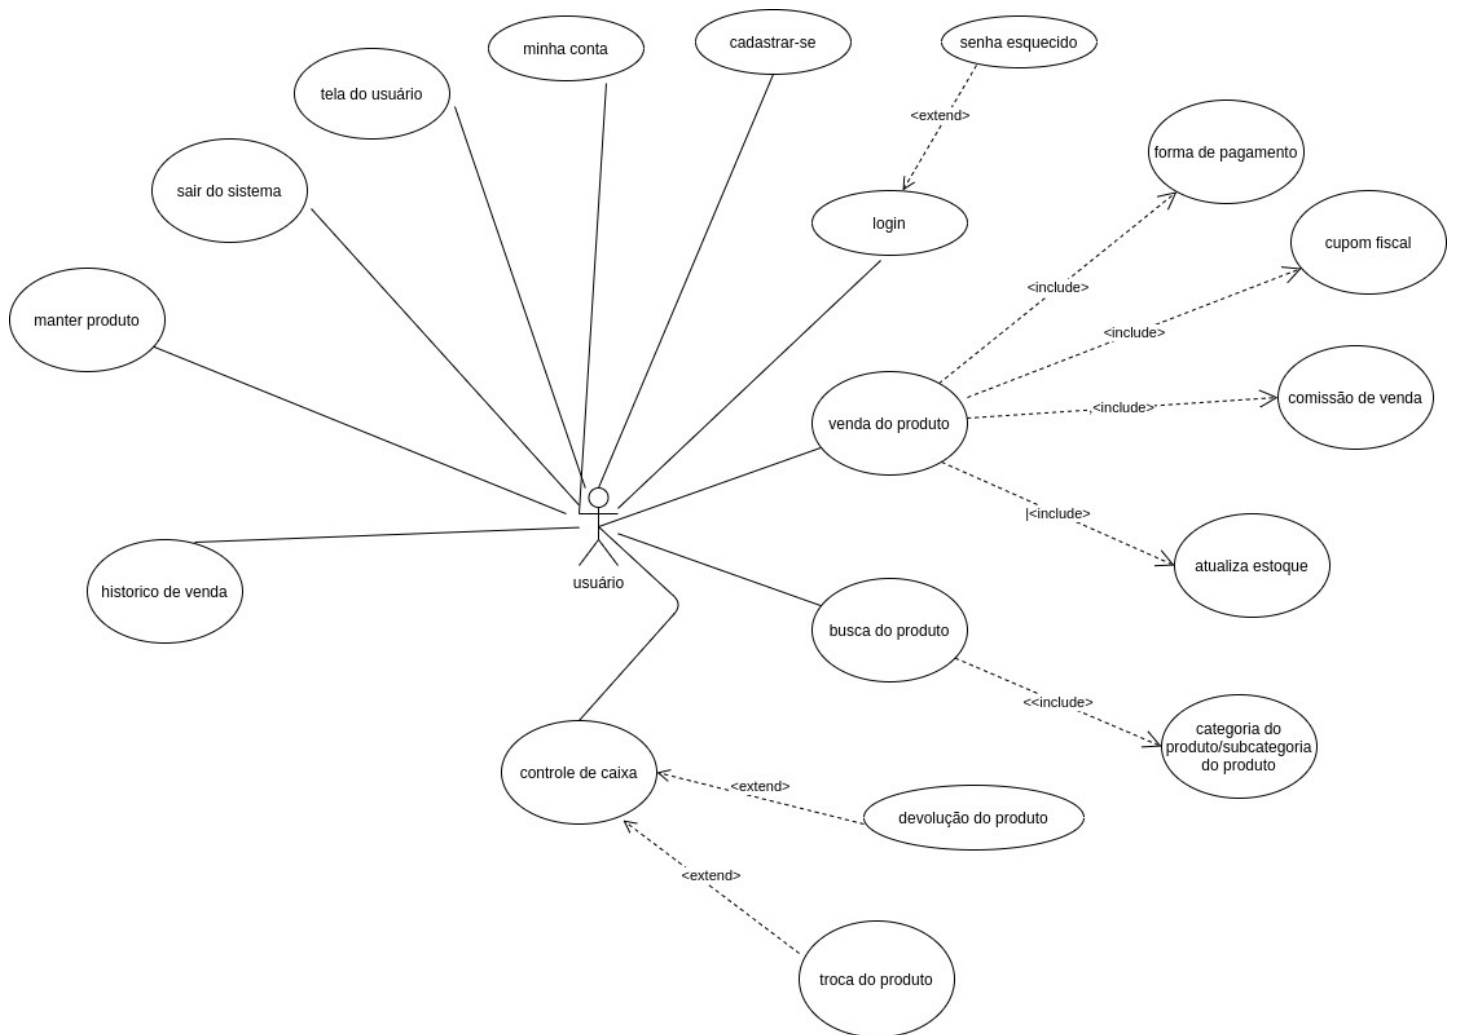 minha conta
cadastrar-se
senha esquecido
tela do usuário
<extend>
forma de pagamento
sair do sistema
login
cupom fiscal
<include>
manter produto
<include>
comissão de venda
,<include>
venda do produto
|<include>
atualiza estoque
usuário
historico de venda
busca do produto
<<include>
categoria do
produto/subcategoria
do produto
controle de caixa
<extend>
devolução do produto
<extend>
troca do produto